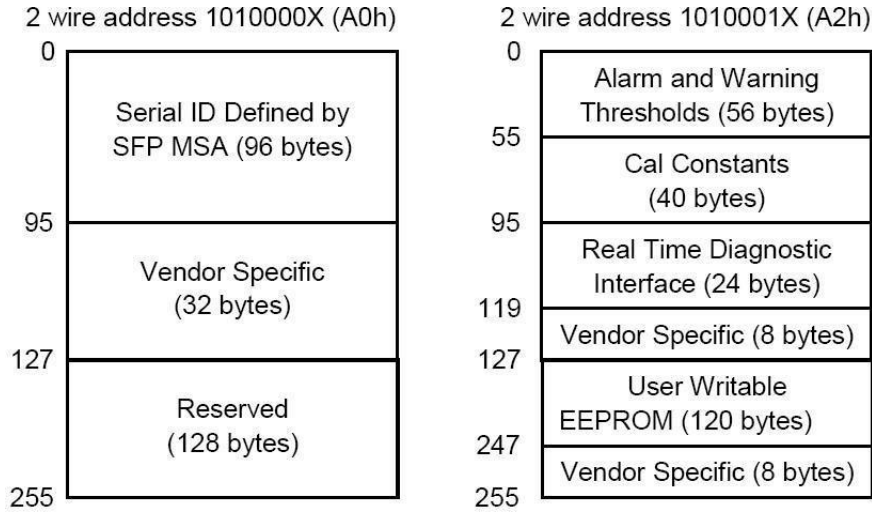 2 wire address 1010000X (A0h)
0
Serial ID Defined by
SFP MSA (96 bytes)
95
Vendor Specific
(32 bytes)
127
Reserved
(128 bytes)
255
2 wire address 1010001X (A2h)
0
Alarm and Warning
Thresholds (56 bytes)
55
Cal Constants
(40 bytes)
95
Real Time Diagnostic
Interface (24 bytes)
119
Vendor Specific (8 bytes)
127
User Writable
EEPROM (120 bytes)
247
Vendor Specific (8 bytes)
255